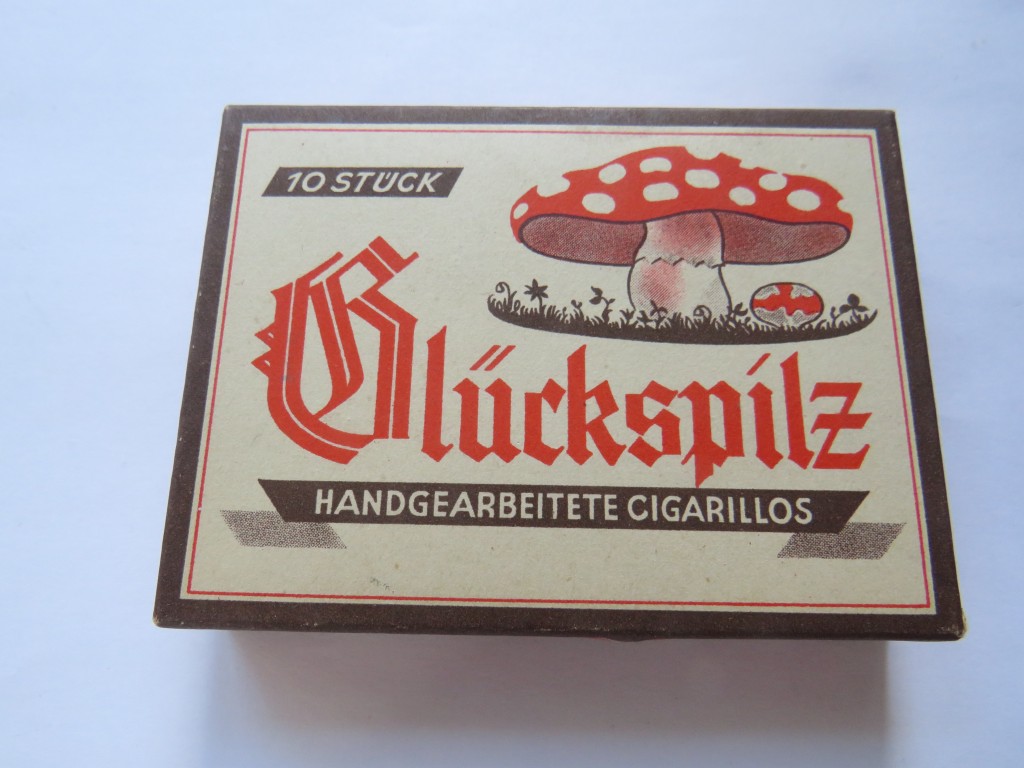 10 STÜCK
Glückspilz
HANDGEARBEITETE CIGARILLOS